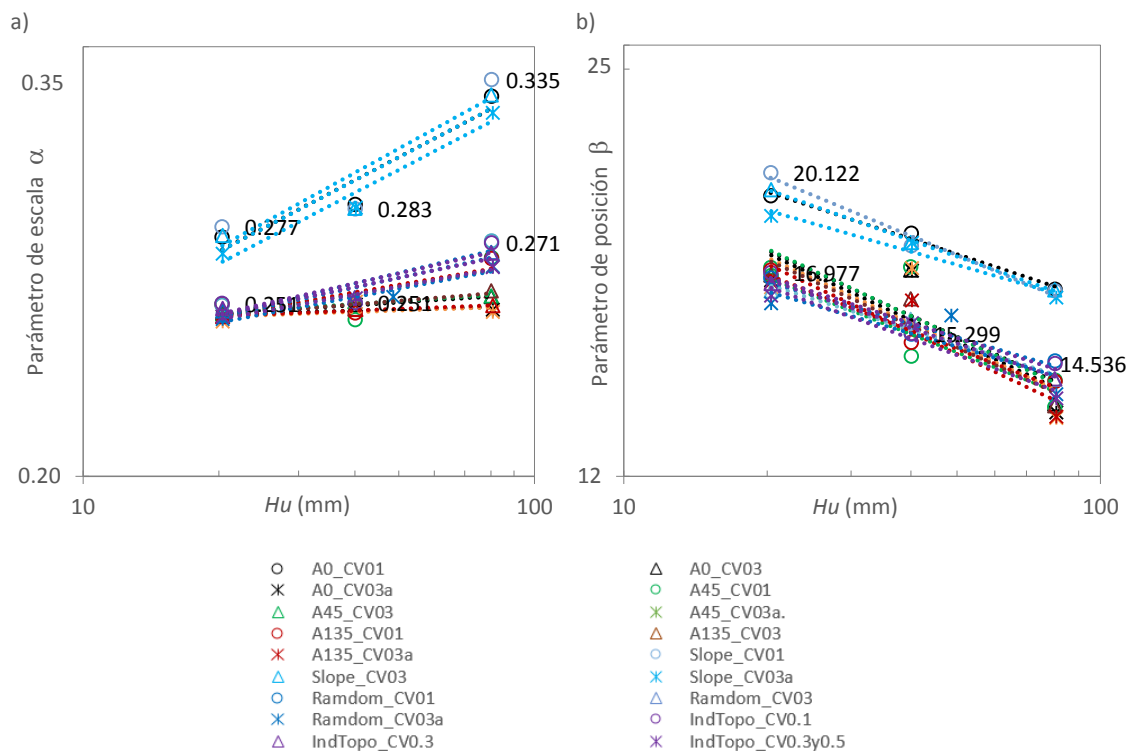 a)
0.35
0.335
0.283
0.277
0.271
0.251
0.251
0.20
10
100
Hu (mm)
Parámetro de escala α
b)
25
20.122
16.977
15.299
14.536
12
10
100
Hu (mm)
Parámetro de posición β
A0_CV01
A0_CV03
A0_CV03a
A45_CV01
A45_CV03
A45_CV03a.
A135_CV01
A135_CV03
A135_CV03a
Slope_CV01
Slope_CV03
Slope_CV03a
Ramdom_CV01
Ramdom_CV03
Ramdom_CV03a
IndTopo_CV0.1
IndTopo_CV0.3
IndTopo_CV0.3y0.5